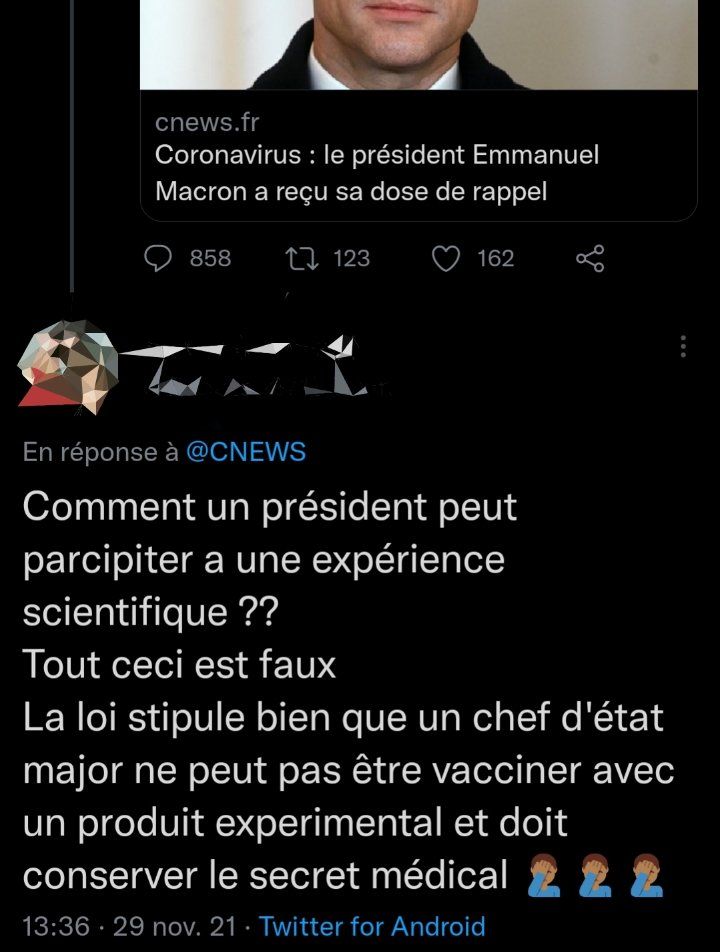 cnews.fr
Coronavirus : le président Emmanuel
Macron a reçu sa dose de rappel
858 123 162
En réponse à @CNEWS
Comment un président peut
parcipiter a une expérience
scientifique ??
Tout ceci est faux
La loi stipule bien que un chef d'état
major ne peut pas être vacciner avec
un produit experimental et doit
conserver le secret médical 🤦🏾‍♂️ 🤦🏾‍♂️ 🤦🏾‍♂️
13:36 · 29 nov. 21 · Twitter for Android